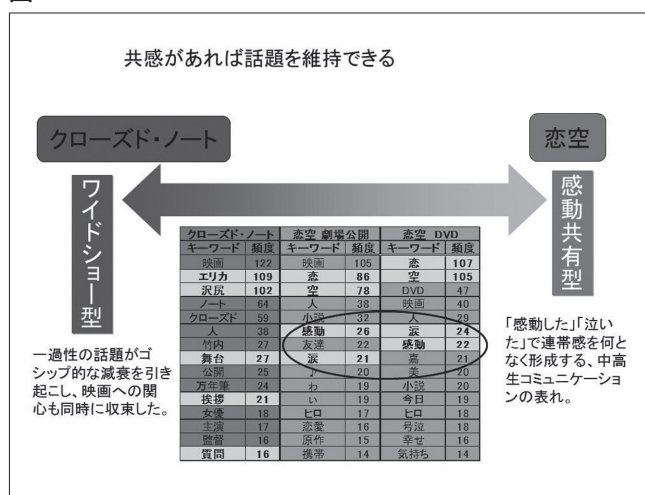 共感があれば話題を維持できる
クローズド・ノート
恋空
ワイドショー型
感動共有型
クローズド・ノート 恋空 劇場公開 恋空 DVD
キーワード 頻度 キーワード 頻度 キーワード 頻度
映画 122 映画 105 恋 107
エリカ 109 恋 86 空 105
沢尻 102 空 78 DVD 47
ノート 64 人 38 映画 40
クローズド 59 小説 32 人 29
人 38 感動 26 涙 24
竹内 27 友達 22 感動 22
舞台 27 涙 21 嘉 21
公開 25 ♪ 20 美 20
万年筆 24 わ 19 小説 20
挨拶 21 い 19 今日 19
女優 18 ヒロ 17 ヒロ 18
主演 17 恋愛 16 号泣 18
監督 16 原作 15 幸せ 16
質問 16 携帯 14 気持ち 14
一過性の話題がゴ
シップ的な減衰を引き
起こし、映画への関
心も同時に収束した。
「感動した」「泣い
た」で連帯感を何と
なく形成する、中高
生コミュニケーショ
ンの表れ。